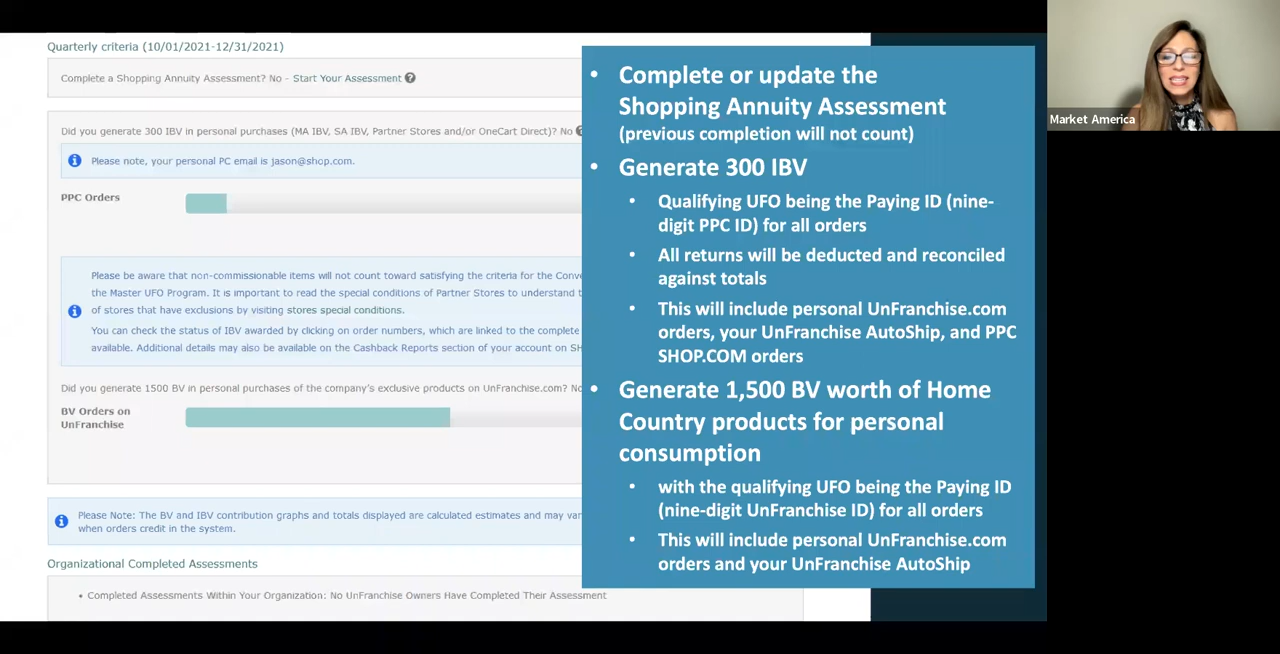 Quarterly criteria (10/01/2021-12/31/2021)
Complete a Shopping Annuity Assessment? No - Start Your Assessment ?
Did you generate 300 IBV in personal purchases (MA IBV, SA IBV, Partner Stores and/or OneCart Direct)? No
Please note, your personal PC email is jason@shop.com.
PPC Orders
Please be aware that non-commissionable items will not count toward satisfying the criteria for the
the Master UFO Program. It is important to read the special conditions of Partner Stores to understand
of stores that have exclusions by visiting stores special conditions.
You can check the status of IBV awarded by clicking on order numbers, which are linked to the complete
available. Additional details may also be available on the Cashback Reports section of your account on
Did you generate 1500 BV in personal purchases of the company's exclusive products on UnFranchise.com?
BV Orders on
UnFranchise
Please Note: The BV and IBV contribution graphs and totals displayed are calculated estimates and may
when orders credit in the system.
Organizational Completed Assessments
• Completed Assessments Within Your Organization: No UnFranchise Owners Have Completed Their Assessment
• Complete or update the
Shopping Annuity Assessment
(previous completion will not count)
• Generate 300 IBV
• Qualifying UFO being the Paying ID (nine-
digit PPC ID) for all orders
• All returns will be deducted and reconciled
against totals
• This will include personal UnFranchise.com
orders, your UnFranchise AutoShip, and PPC
SHOP.COM orders
• Generate 1,500 BV worth of Home
Country products for personal
consumption
• with the qualifying UFO being the Paying ID
(nine-digit UnFranchise ID) for all orders
• This will include personal UnFranchise.com
orders and your UnFranchise AutoShip
Market America